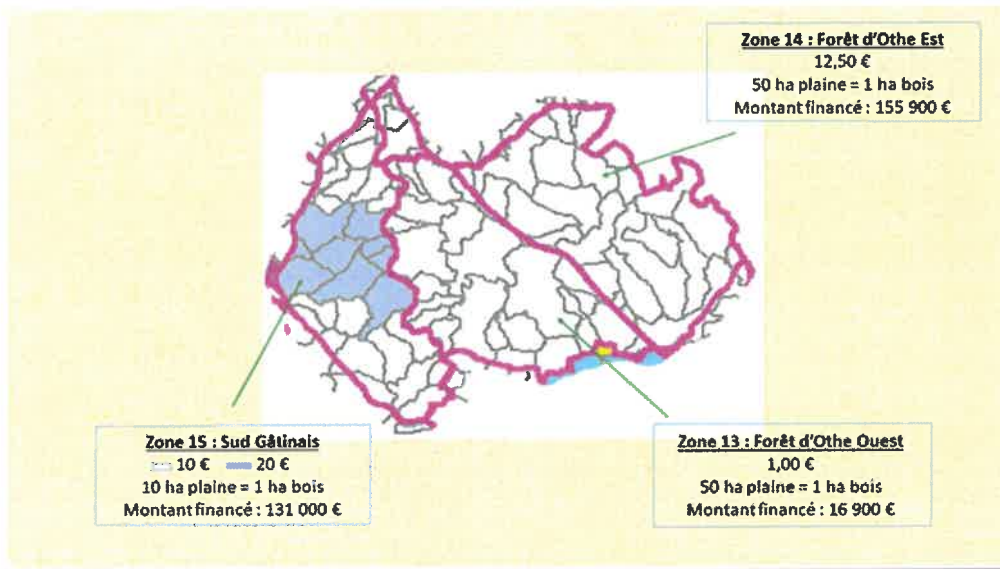 Zone 14 : Forêt d'Othe Est
12,50 €
50 ha plaine = 1 ha bois
Montant financé : 155 900 €
Zone 15 : Sud Gâtinais
10 € 20 €
10 ha plaine = 1 ha bois
Montant financé : 131 000 €
Zone 13 : Forêt d'Othe Ouest
1,00 €
50 ha plaine = 1 ha bois
Montant financé : 16 900 €